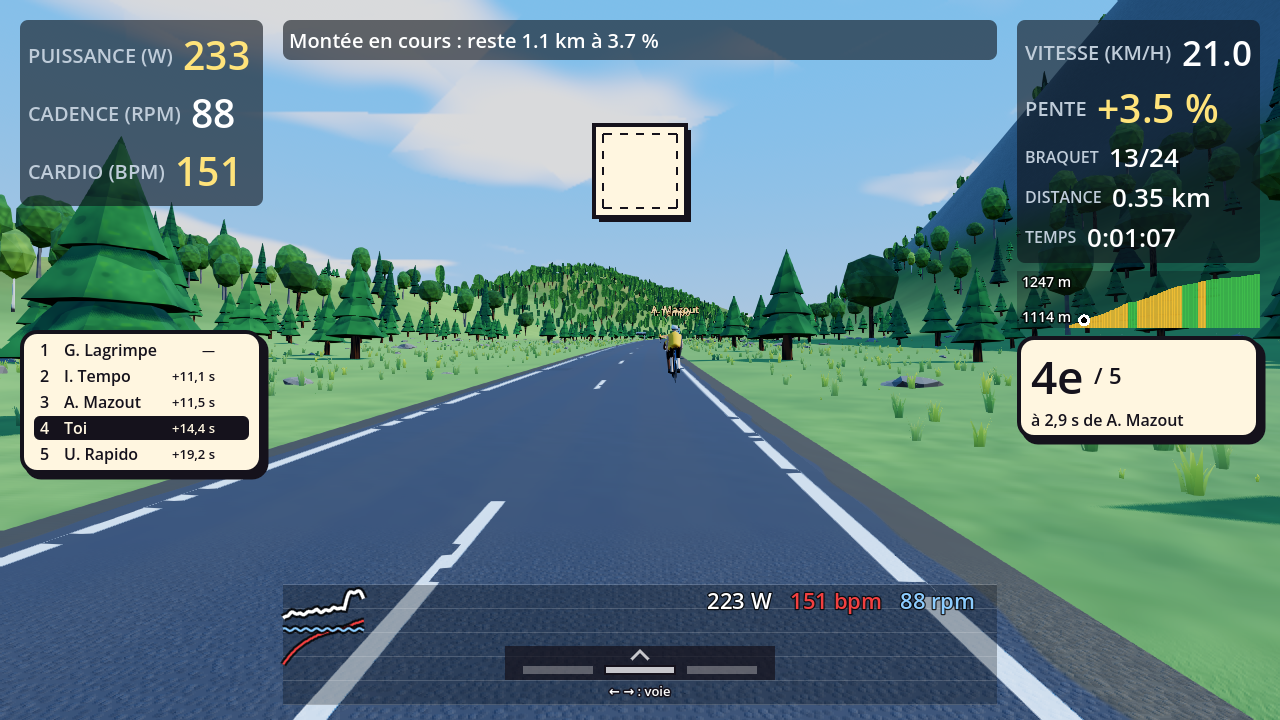 PUISSANCE (W) 233
CADENCE (RPM) 88
CARDIO (BPM) 151
Montée en cours : reste 1.1 km à 3.7 %
VITESSE (KM/H) 21.0
PENTE +3.5 %
BRAQUET 13/24
DISTANCE 0.35 km
TEMPS 0:01:07
1247 m
1114 m
A. Mazout
1 G. Lagrimpe —
2 I. Tempo +11,1 s
3 A. Mazout +11,5 s
4 Toi +14,4 s
5 U. Rapido +19,2 s
4e / 5
à 2,9 s de A. Mazout
223 W 151 bpm 88 rpm
← → : voie